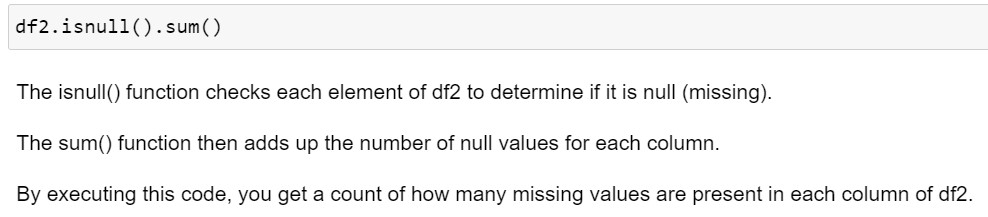 df2.isnull().sum()
The isnull() function checks each element of df2 to determine if it is null (missing).
The sum() function then adds up the number of null values for each column.
By executing this code, you get a count of how many missing values are present in each column of df2.